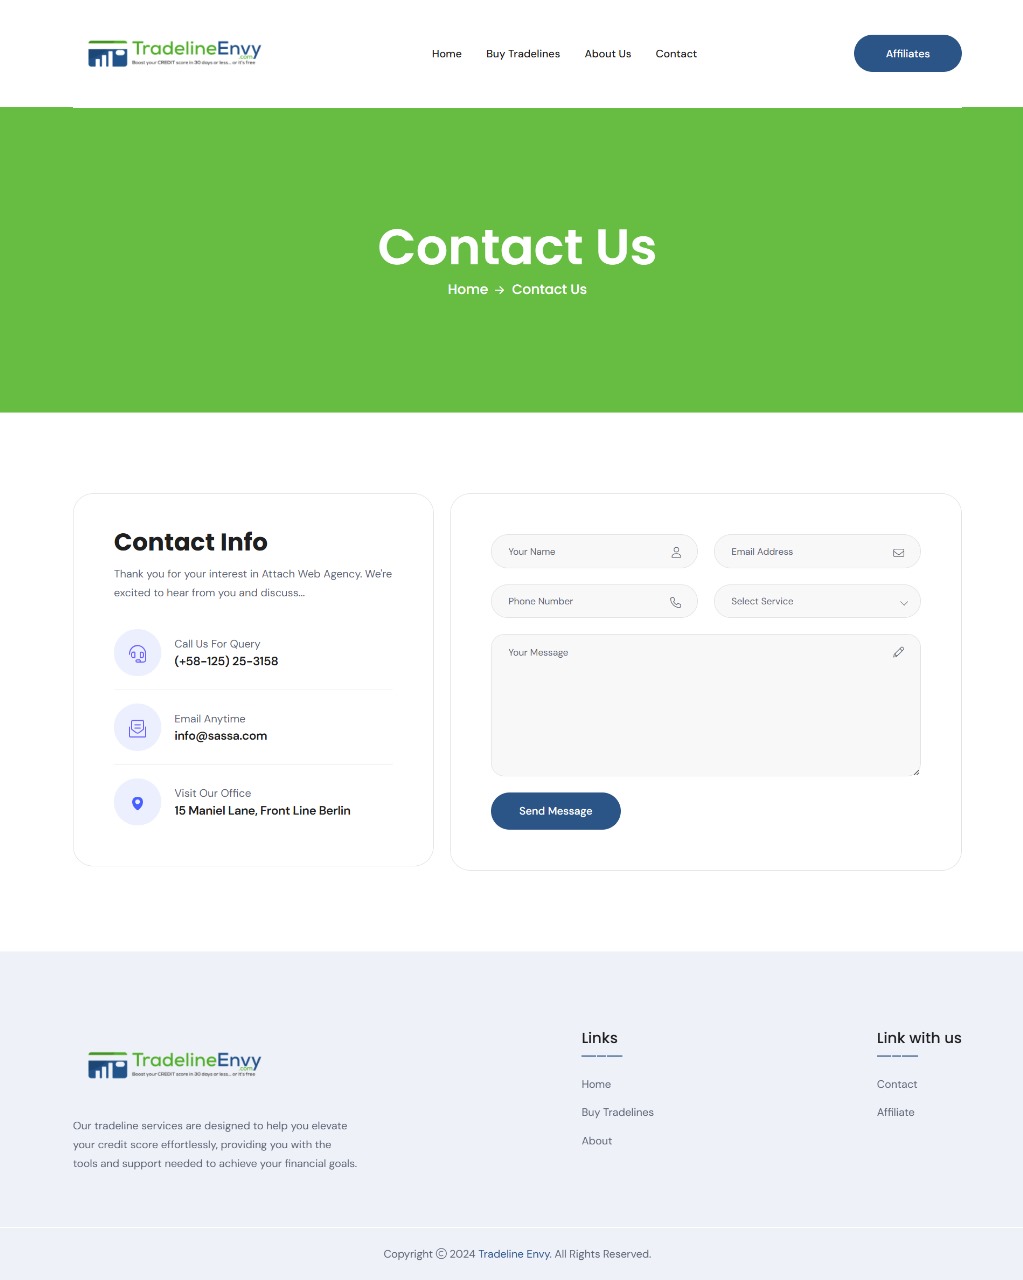 TradelineEnvy
.com
Boost your CREDIT score in 30 days or less... or it's free
Home
Buy Tradelines
About Us
Contact
Affiliates
Contact Us
Home → Contact Us
Contact Info
Thank you for your interest in Attach Web Agency. We're
excited to hear from you and discuss...
Call Us For Query
(+58-125) 25-3158
Email Anytime
info@sassa.com
Visit Our Office
15 Maniel Lane, Front Line Berlin
Your Name
Email Address
Phone Number
Select Service
Your Message
Send Message
TradelineEnvy
.com
Boost your CREDIT score in 30 days or less... or it's free
Our tradeline services are designed to help you elevate
your credit score effortlessly, providing you with the
tools and support needed to achieve your financial goals.
Links
Home
Buy Tradelines
About
Link with us
Contact
Affiliate
Copyright © 2024 Tradeline Envy. All Rights Reserved.